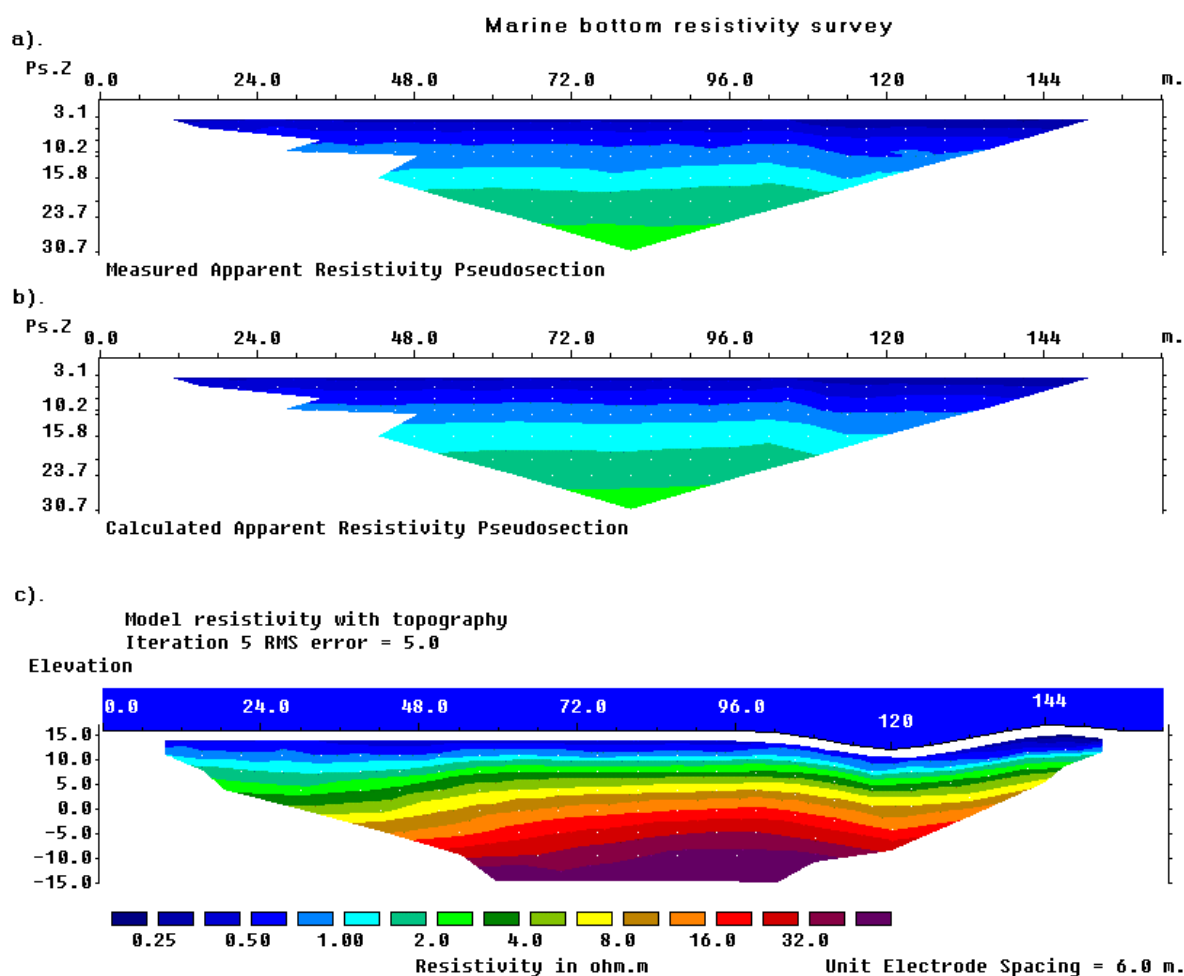 Marine bottom resistivity survey
a).
Ps.Z 0.0 24.0 48.0 72.0 96.0 120 144 m.
3.1
10.2
15.8
23.7
30.7
Measured Apparent Resistivity Pseudosection
b).
Ps.Z 0.0 24.0 48.0 72.0 96.0 120 144 m.
3.1
10.2
15.8
23.7
30.7
Calculated Apparent Resistivity Pseudosection
c).
Model resistivity with topography
Iteration 5 RMS error = 5.0
Elevation
0.0 24.0 48.0 72.0 96.0 120 144
15.0
10.0
5.0
0.0
-5.0
-10.0
-15.0
0.25 0.50 1.00 2.0 4.0 8.0 16.0 32.0
Resistivity in ohm.m Unit Electrode Spacing = 6.0 m.